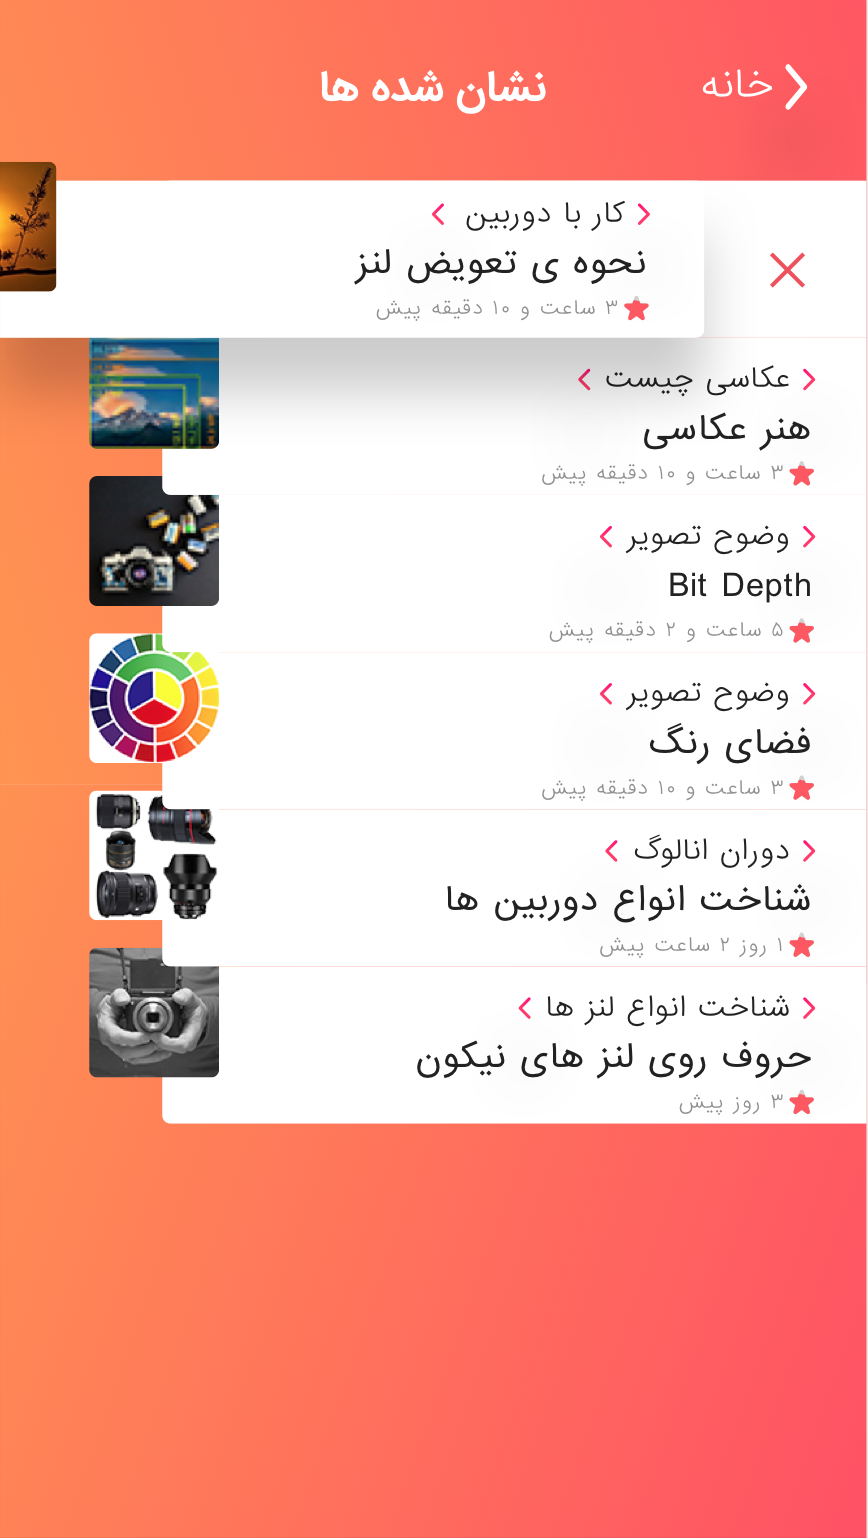 خانه
نشان شده ها
کار با دوربین
نحوه ی تعویض لنز
۳ ساعت و ۱۰ دقیقه پیش
عکاسی چیست
هنر عکاسی
۳ ساعت و ۱۰ دقیقه پیش
وضوح تصویر
Bit Depth
۵ ساعت و ۲ دقیقه پیش
وضوح تصویر
فضای رنگ
۳ ساعت و ۱۰ دقیقه پیش
دوران انالوگ
شناخت انواع دوربین ها
۱ روز ۲ ساعت پیش
شناخت انواع لنز ها
حروف روی لنز های نیکون
۳ روز پیش